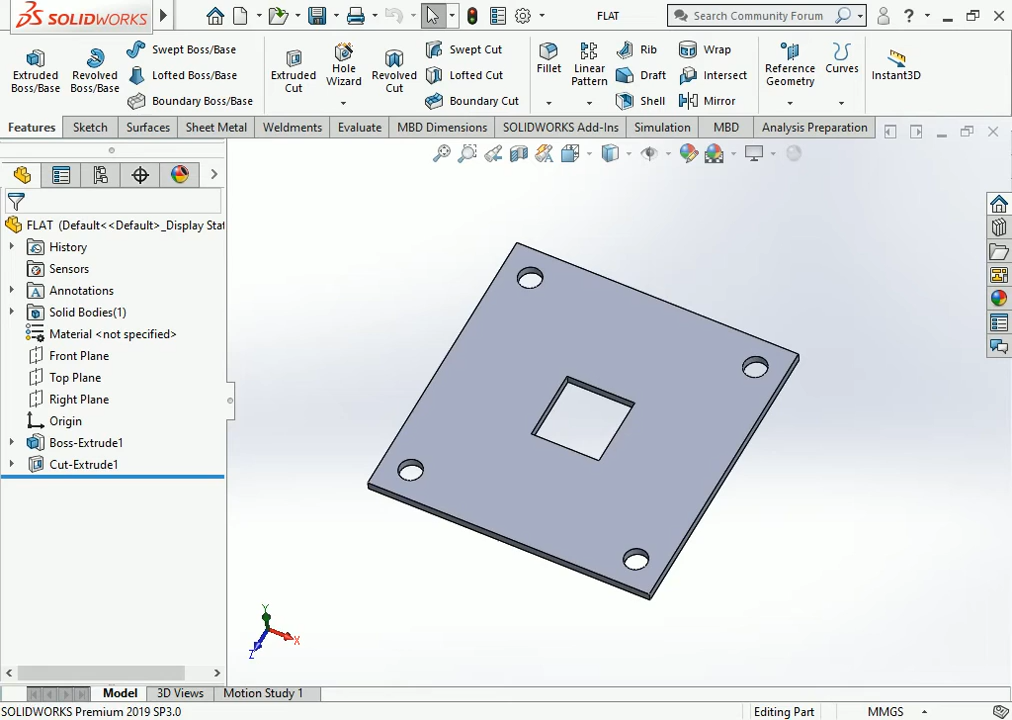 SOLIDWORKS
FLAT
Search Community Forum
?
Extruded Boss/Base
Revolved Boss/Base
Swept Boss/Base
Lofted Boss/Base
Boundary Boss/Base
Extruded Cut
Hole Wizard
Revolved Cut
Swept Cut
Lofted Cut
Boundary Cut
Fillet
Linear Pattern
Rib
Draft
Shell
Wrap
Intersect
Mirror
Reference Geometry
Curves
Instant3D
Features
Sketch
Surfaces
Sheet Metal
Weldments
Evaluate
MBD Dimensions
SOLIDWORKS Add-Ins
Simulation
MBD
Analysis Preparation
FLAT (Default<<Default>_Display Stat
History
Sensors
Annotations
Solid Bodies(1)
Material <not specified>
Front Plane
Top Plane
Right Plane
Origin
Boss-Extrude1
Cut-Extrude1
Y
X
Z
Model
3D Views
Motion Study 1
SOLIDWORKS Premium 2019 SP3.0
Editing Part
MMGS